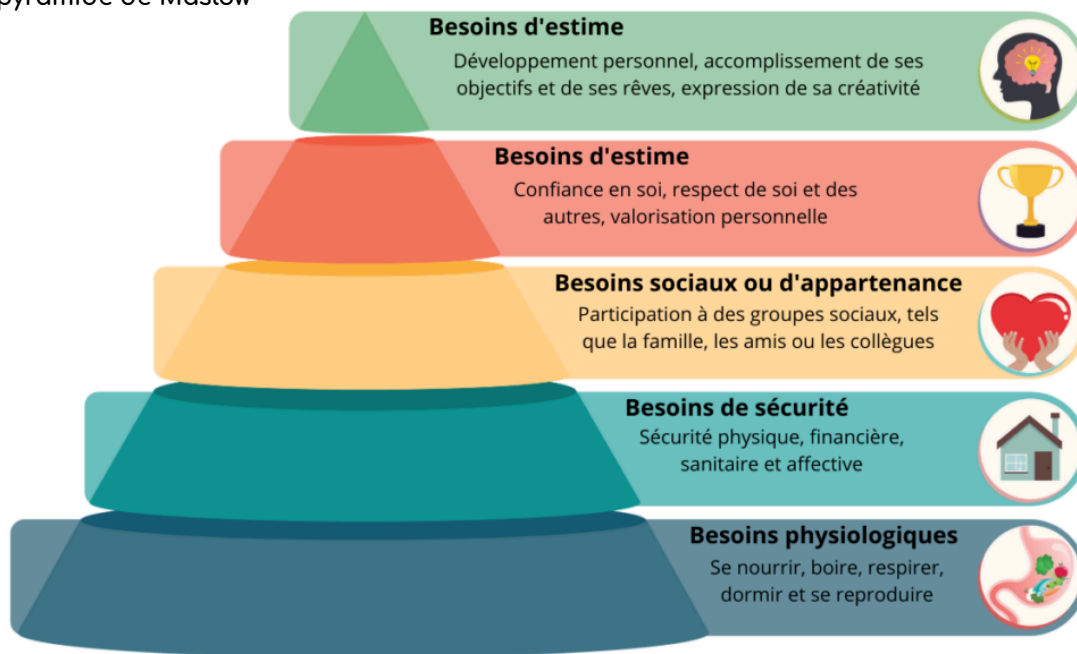 pyramide de Maslow
Besoins d'estime
Développement personnel, accomplissement de ses
objectifs et de ses rêves, expression de sa créativité
Besoins d'estime
Confiance en soi, respect de soi et des
autres, valorisation personnelle
Besoins sociaux ou d'appartenance
Participation à des groupes sociaux, tels
que la famille, les amis ou les collègues
Besoins de sécurité
Sécurité physique, financière,
sanitaire et affective
Besoins physiologiques
Se nourrir, boire, respirer,
dormir et se reproduire